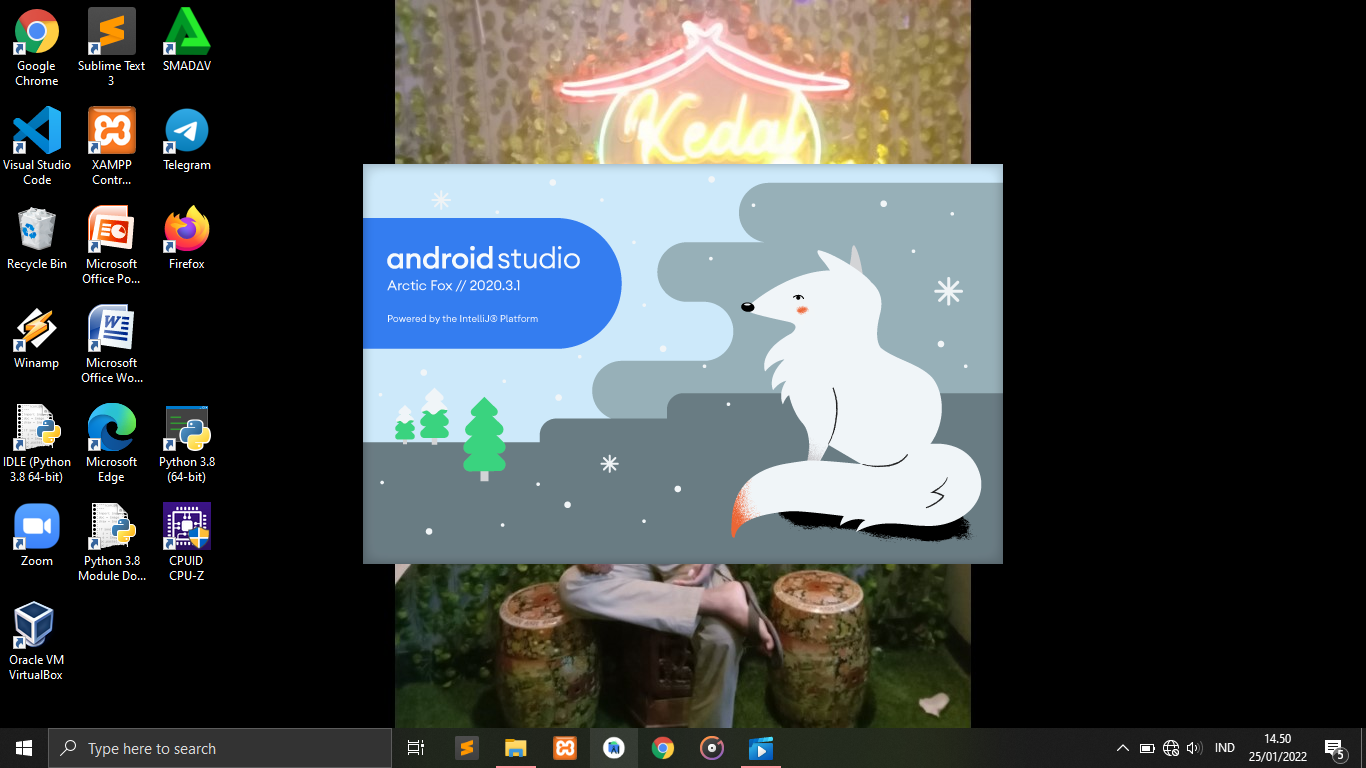 Google
Chrome
Sublime Text
3
SMADΔV
Visual Studio
Code
XAMPP
Contr...
Telegram
Recycle Bin
Microsoft
Office Po...
Firefox
Winamp
Microsoft
Office Wo...
IDLE (Python
3.8 64-bit)
Microsoft
Edge
Python 3.8
(64-bit)
Zoom
Python 3.8
Module Do...
CPUID
CPU-Z
Oracle VM
VirtualBox
Kedai
android studio
Arctic Fox // 2020.3.1
Powered by the IntelliJ® Platform
Type here to search
IND
14.50
25/01/2022
5